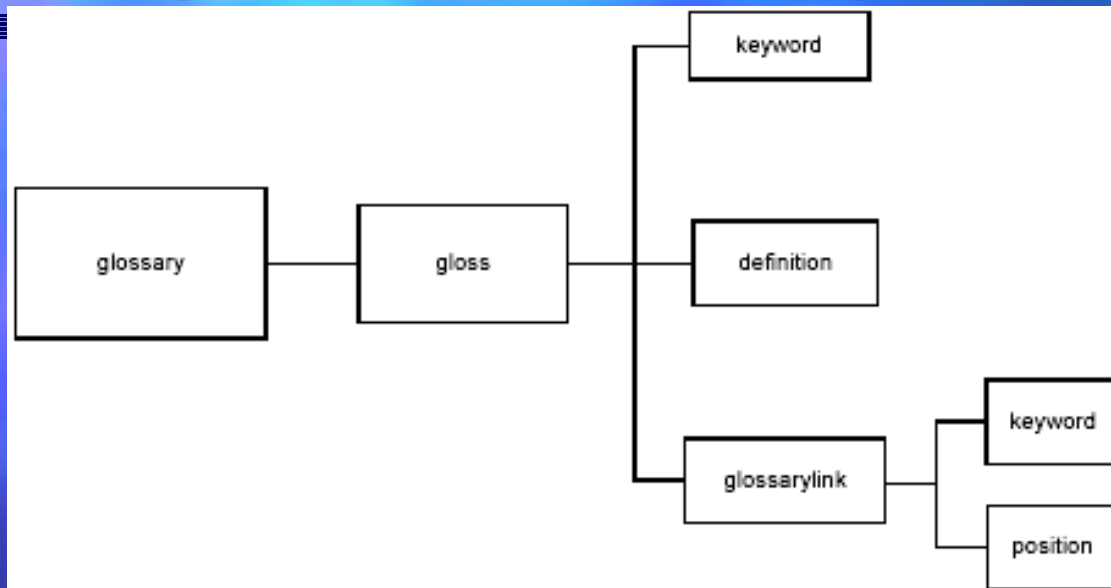 keyword
glossary
gloss
definition
keyword
glossarylink
position